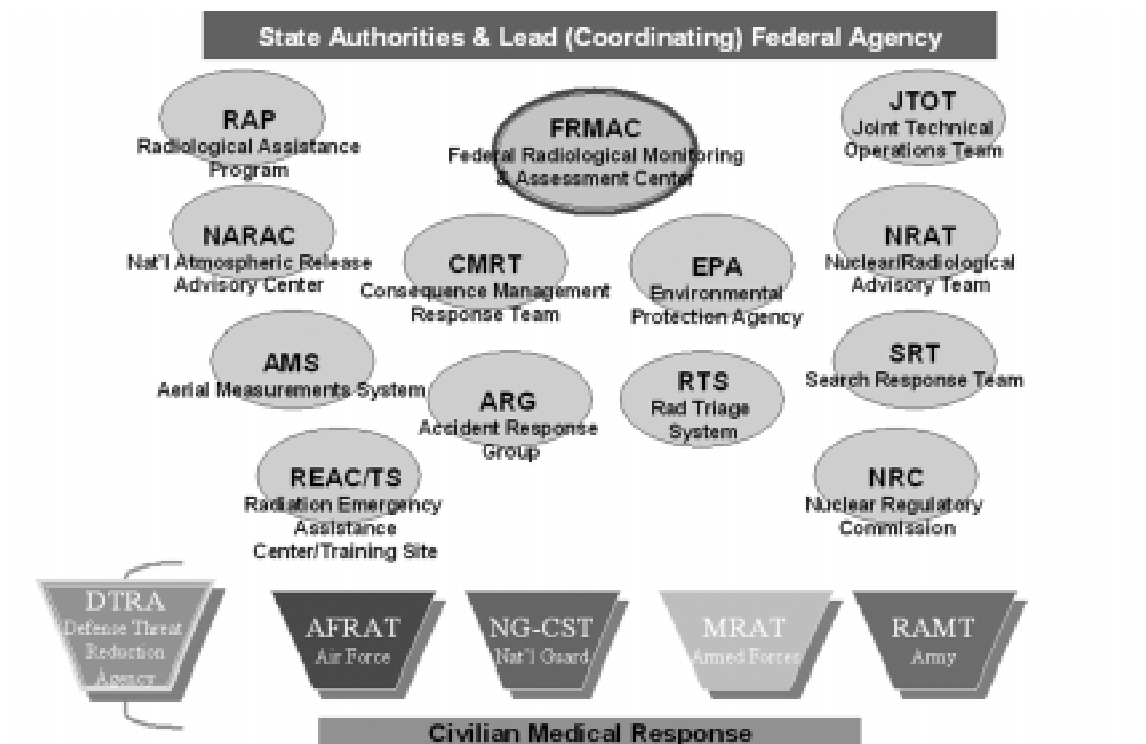 State Authorities & Lead (Coordinating) Federal Agency
RAP
Radiological Assistance
Program
FRMAC
Federal Radiological Monitoring
& Assessment Center
JTOT
Joint Technical
Operations Team
NARAC
Nat'l Atmospheric Release
Advisory Center
CMRT
Consequence Management
Response Team
EPA
Environmental
Protection Agency
NRAT
Nuclear/Radiological
Advisory Team
AMS
Aerial Measurements System
ARG
Accident Response
Group
RTS
Rad Triage
System
SRT
Search Response Team
REAC/TS
Radiation Emergency
Assistance
Center/Training Site
NRC
Nuclear Regulatory
Commission
DTRA
Defense Threat
Reduction
Agency
AFRAT
Air Force
NG-CST
Nat'l Guard
MRAT
Armed Forces
RAMT
Army
Civilian Medical Response